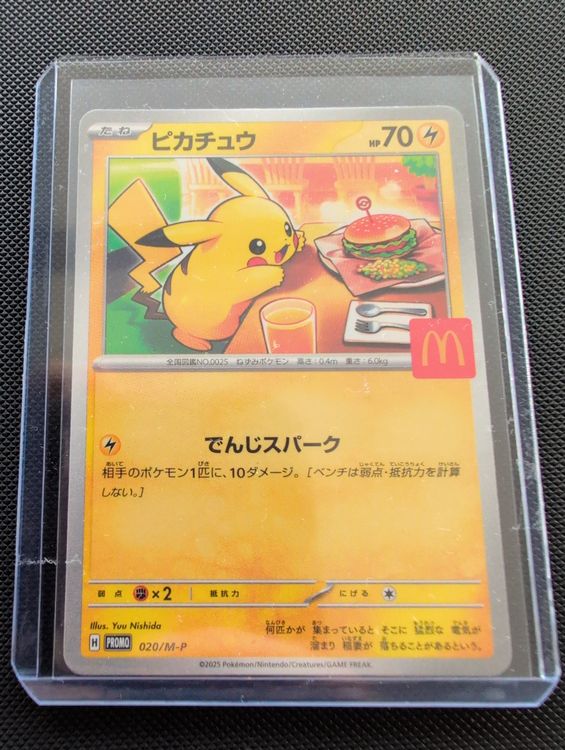 たね ピカチュウ HP70
全国図鑑NO.0025 ねずみポケモン 高さ：0.4m 重さ：6.0kg
でんじスパーク
相手のポケモン1匹に、10ダメージ。［ベンチは弱点・抵抗力を計算
しない。］
弱点 ×2 抵抗力 にげる
Illus. Yuu Nishida
何匹かが 集まっていると そこに 猛烈な 電気が
溜まり 稲妻が 落ちることがあるという。
H PROMO 020/M-P
©2025 Pokémon/Nintendo/Creatures/GAME FREAK.